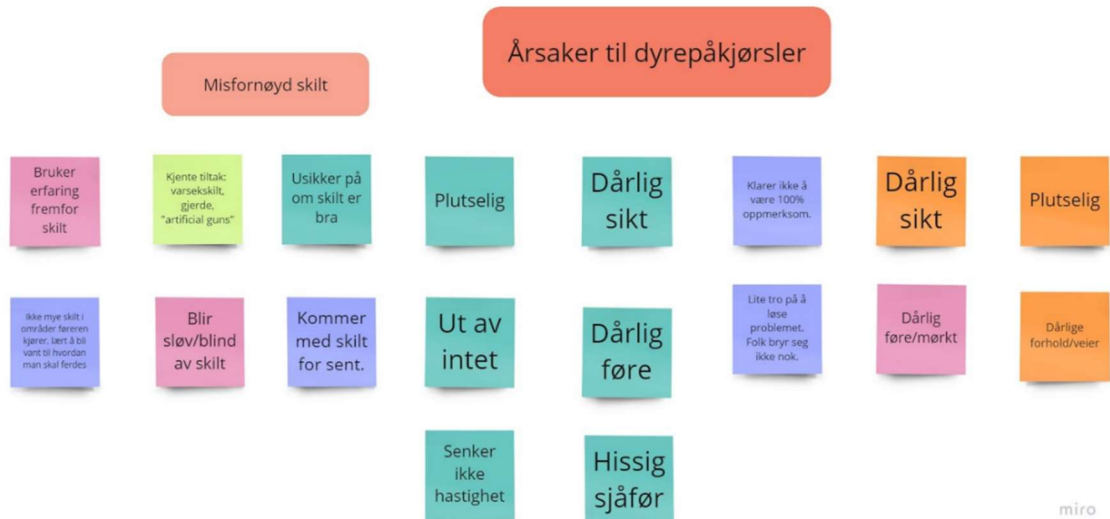 Årsaker til dyrepåkjørsler
Misfornøyd skilt
Bruker
erfaring
fremfor
skilt
Kjente tiltak:
varsekskilt,
gjerde,
"artificial guns"
Usikker på
om skilt er
bra
Plutselig
Dårlig
sikt
Klarer ikke å
være 100%
oppmerksom.
Dårlig
sikt
Plutselig
Ikke mye skilt i
områder føreren
kjører, lært å bli
vant til hvordan
man skal ferdes
Blir
sløv/blind
av skilt
Kommer
med skilt
for sent.
Ut av
intet
Dårlig
føre
Lite tro på å
løse
problemet.
Folk bryr seg
ikke nok.
Dårlig
føre/mørkt
Dårlige
forhold/veier
Senker
ikke
hastighet
Hissig
sjåfør
miro